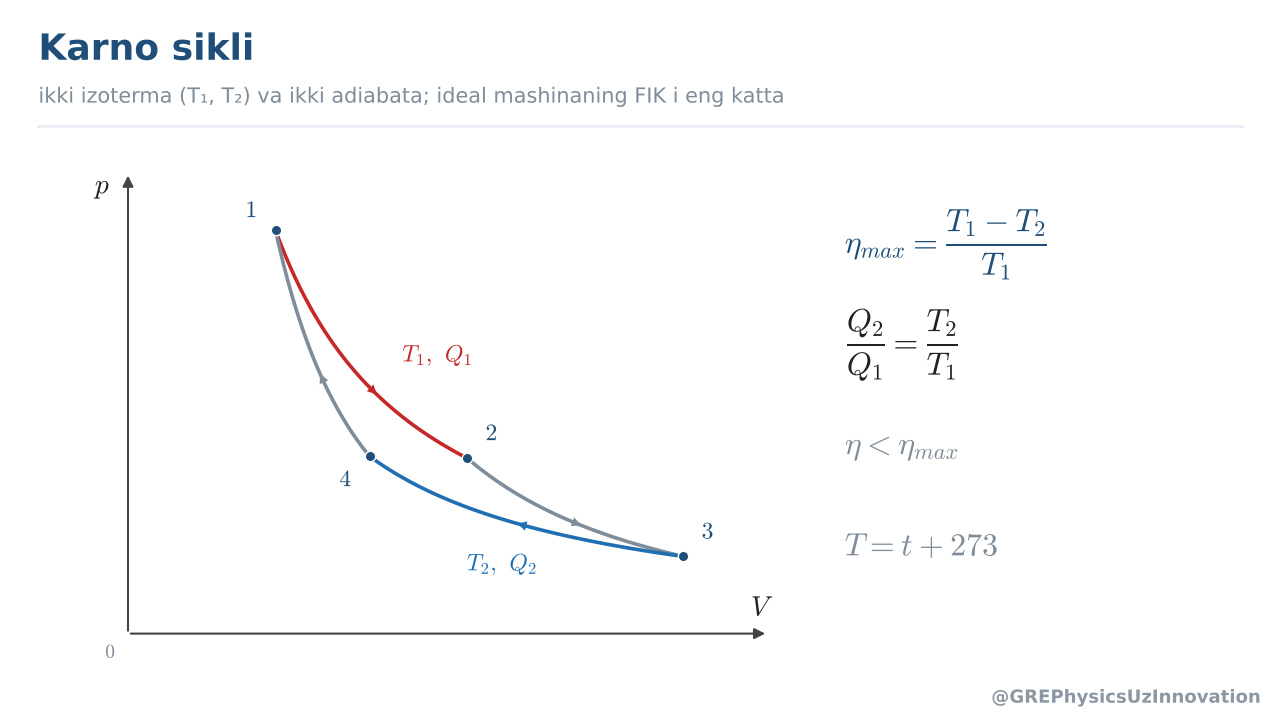 Karno sikli
ikki izoterma (T₁, T₂) va ikki adiabata; ideal mashinaning FIK i eng katta
p
1
T₁, Q₁
2
4
3
T₂, Q₂
V
0
η_max = (T₁ − T₂) / T₁
Q₂ / Q₁ = T₂ / T₁
η < η_max
T = t + 273
@GREPhysicsUzInnovation